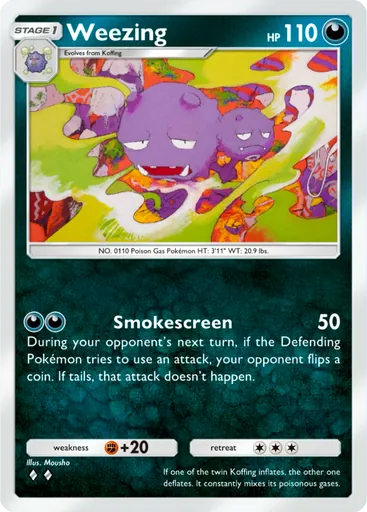 STAGE 1
Weezing
HP 110
Evolves from Koffing
NO. 0110 Poison Gas Pokémon HT: 3'11" WT: 20.9 lbs.
Smokescreen 50
During your opponent's next turn, if the Defending
Pokémon tries to use an attack, your opponent flips a
coin. If tails, that attack doesn't happen.
weakness +20 retreat
Illus. Mousho
If one of the twin Koffing inflates, the other one
deflates. It constantly mixes its poisonous gases.